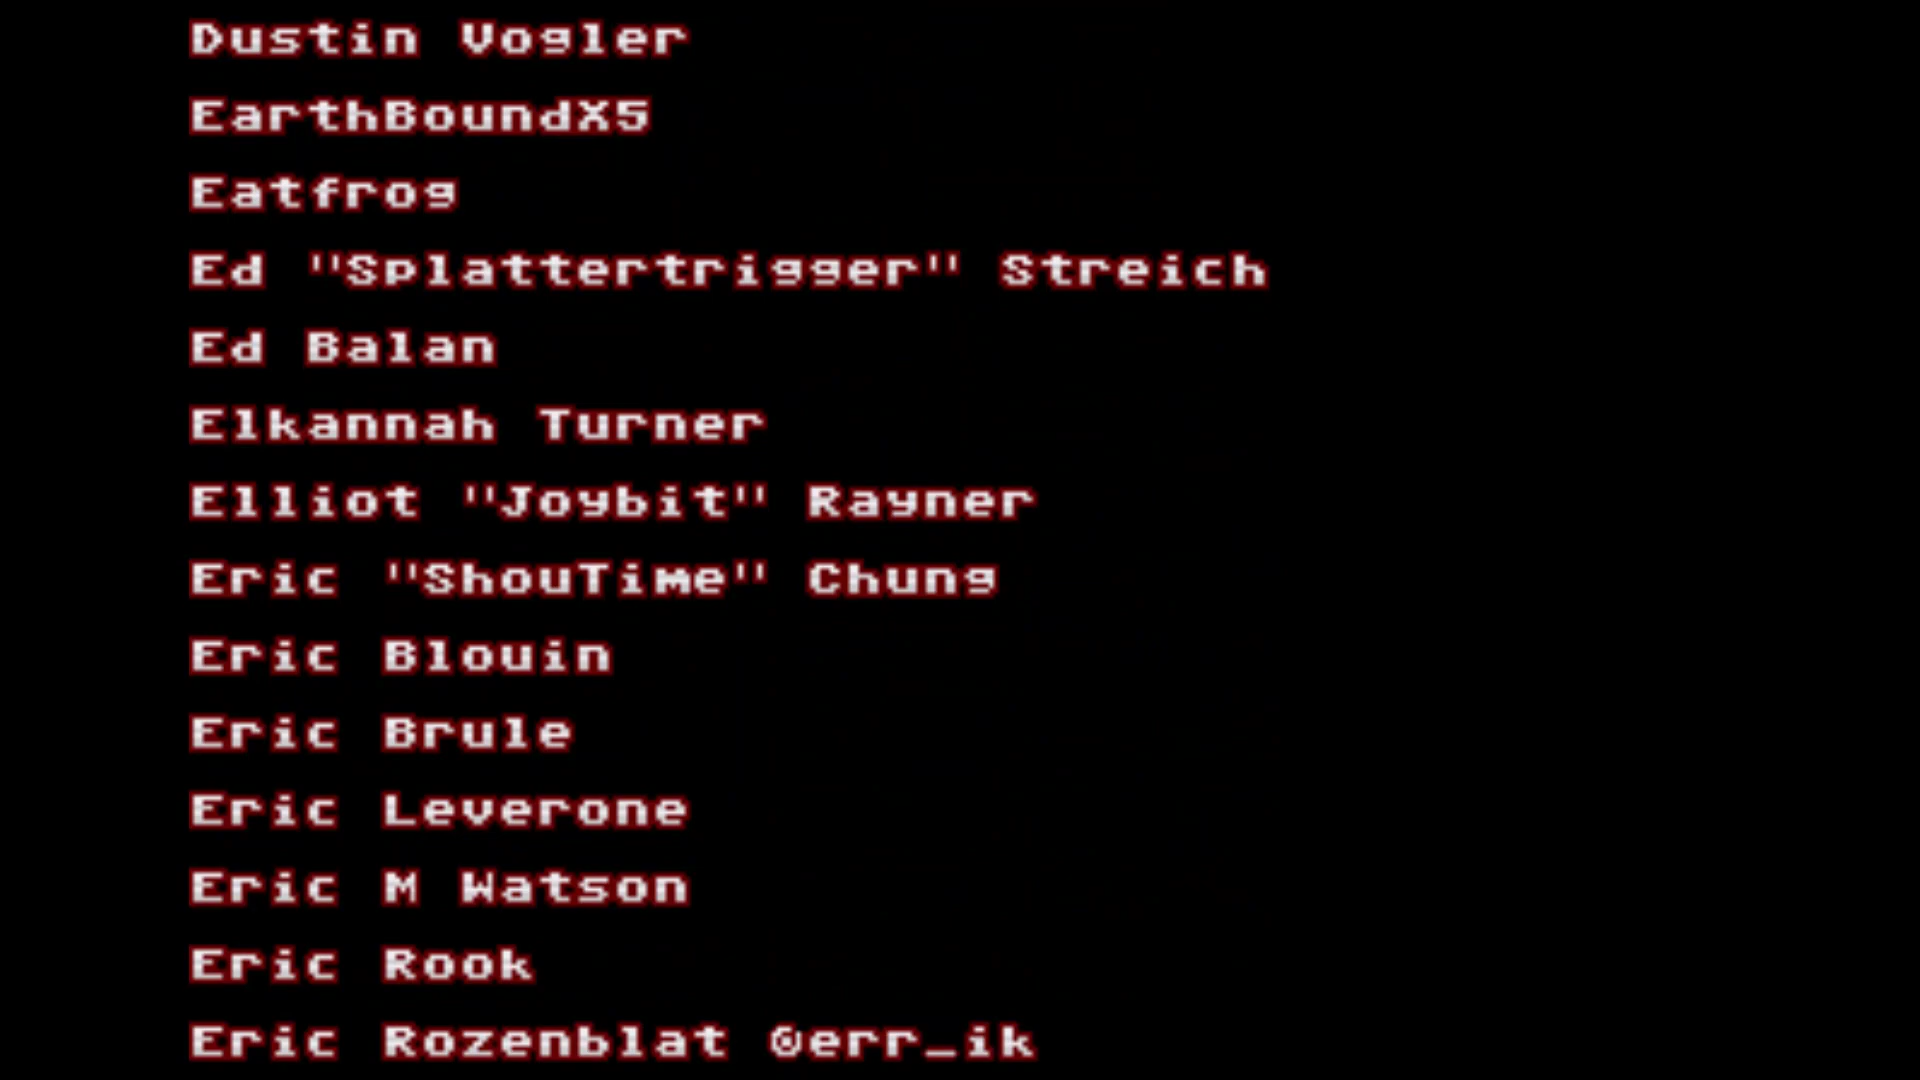 Dustin Vogler
EarthBoundX5
Eatfrog
Ed "Splattertrigger" Streich
Ed Balan
Elkannah Turner
Elliot "Joybit" Rayner
Eric "ShouTime" Chung
Eric Blouin
Eric Brule
Eric Leverone
Eric M Watson
Eric Rook
Eric Rozenblat @err_ik